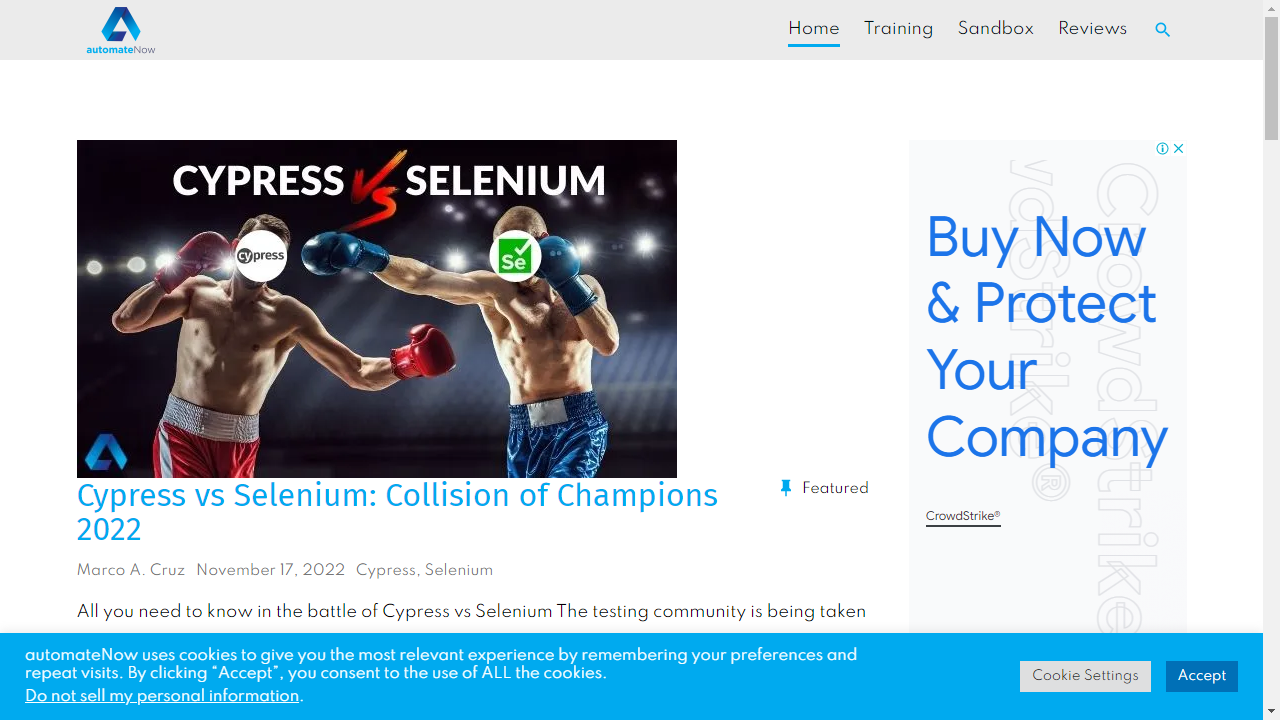 automateNow
Home Training Sandbox Reviews
CYPRESS VS SELENIUM
cypress
Se
Cypress vs Selenium: Collision of Champions
2022
Featured
Marco A. Cruz November 17, 2022 Cypress, Selenium
All you need to know in the battle of Cypress vs Selenium The testing community is being taken
CrowdStrike
CrowdStrike®
Buy Now
& Protect
Your
Company
CrowdStrike®
automateNow uses cookies to give you the most relevant experience by remembering your preferences and
repeat visits. By clicking “Accept”, you consent to the use of ALL the cookies.
Do not sell my personal information.
Cookie Settings
Accept